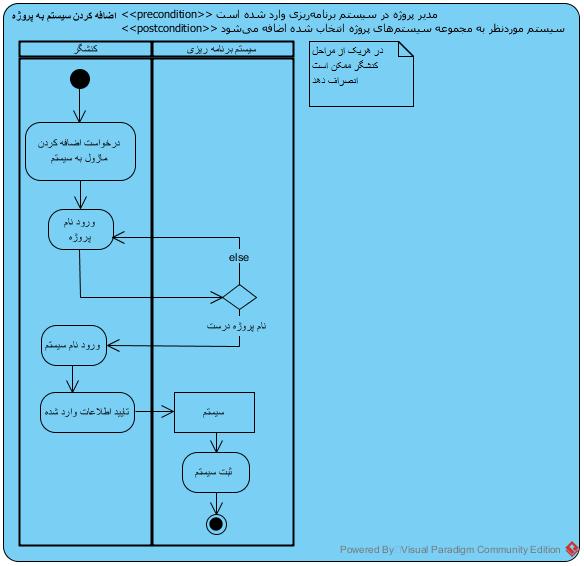 اضافه کردن سیستم به پروژه <<precondition>> مدیر پروژه در سیستم برنامه‌ریزی وارد شده است
<<postcondition>> سیستم موردنظر به مجموعه سیستم‌های پروژه انتخاب شده اضافه می‌شود
کنشگر
سیستم برنامه ریزی
در هریک از مراحل
کنشگر ممکن است
انصراف دهد
درخواست اضافه کردن
ماژول به سیستم
ورود نام
پروژه
else
نام پروژه درست
ورود نام سیستم
تایید اطلاعات وارد شده
سیستم
ثبت سیستم
Powered By Visual Paradigm Community Edition